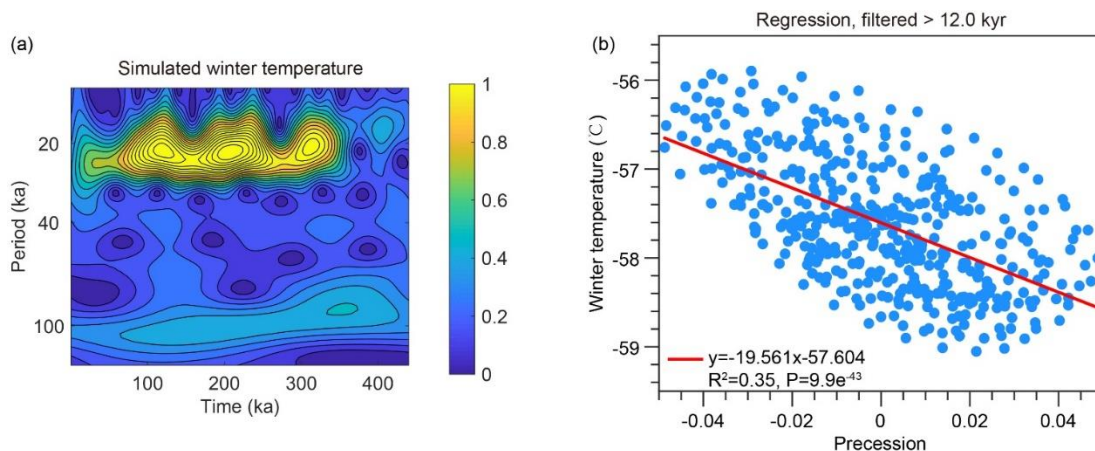 (a)
Simulated winter temperature
Period (ka)
20
40
100
100
200
300
400
Time (ka)
1
0.8
0.6
0.4
0.2
0
Regression, filtered > 12.0 kyr
(b)
Winter temperature (℃)
-56
-57
-58
-59
y=-19.561x-57.604
R²=0.35, P=9.9e⁻⁴³
-0.04
-0.02
0
0.02
0.04
Precession